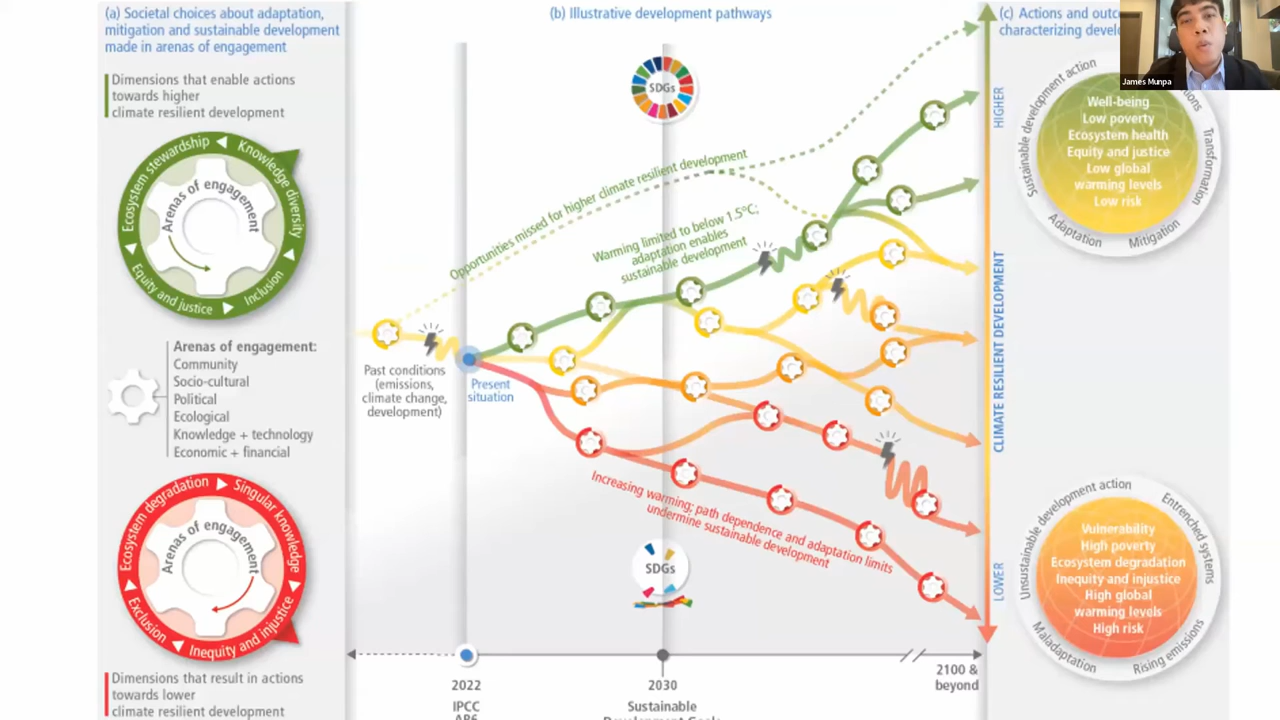 (a) Societal choices about adaptation,
mitigation and sustainable development
made in arenas of engagement
Dimensions that enable actions
towards higher
climate resilient development
Ecosystem stewardship
Knowledge diversity
Equity and justice
Inclusion
Arenas of engagement
Arenas of engagement:
Community
Socio-cultural
Political
Ecological
Knowledge + technology
Economic + financial
Ecosystem degradation
Singular knowledge
Exclusion
Inequity and injustice
Arenas of engagement
Dimensions that result in actions
towards lower
climate resilient development
(b) Illustrative development pathways
SDGs
Opportunities missed for higher climate resilient development
Warming limited to below 1.5°C;
adaptation enables
sustainable development
Past conditions
(emissions,
climate change,
development)
Present
situation
Increasing warming; path dependence and adaptation limits
undermine sustainable development
SDGs
2022
IPCC
AR6
2030
Sustainable
Development Goals
2100 &
beyond
HIGHER
CLIMATE RESILIENT DEVELOPMENT
LOWER
(c) Actions and
James Munpa
Sustainable development action
Transformation
Adaptation
Mitigation
Well-being
Low poverty
Ecosystem health
Equity and justice
Low global
warming levels
Low risk
Unsustainable development action
Entrenched systems
Maladaptation
Rising emissions
Vulnerability
High poverty
Ecosystem degradation
Inequity and injustice
High global
warming levels
High risk